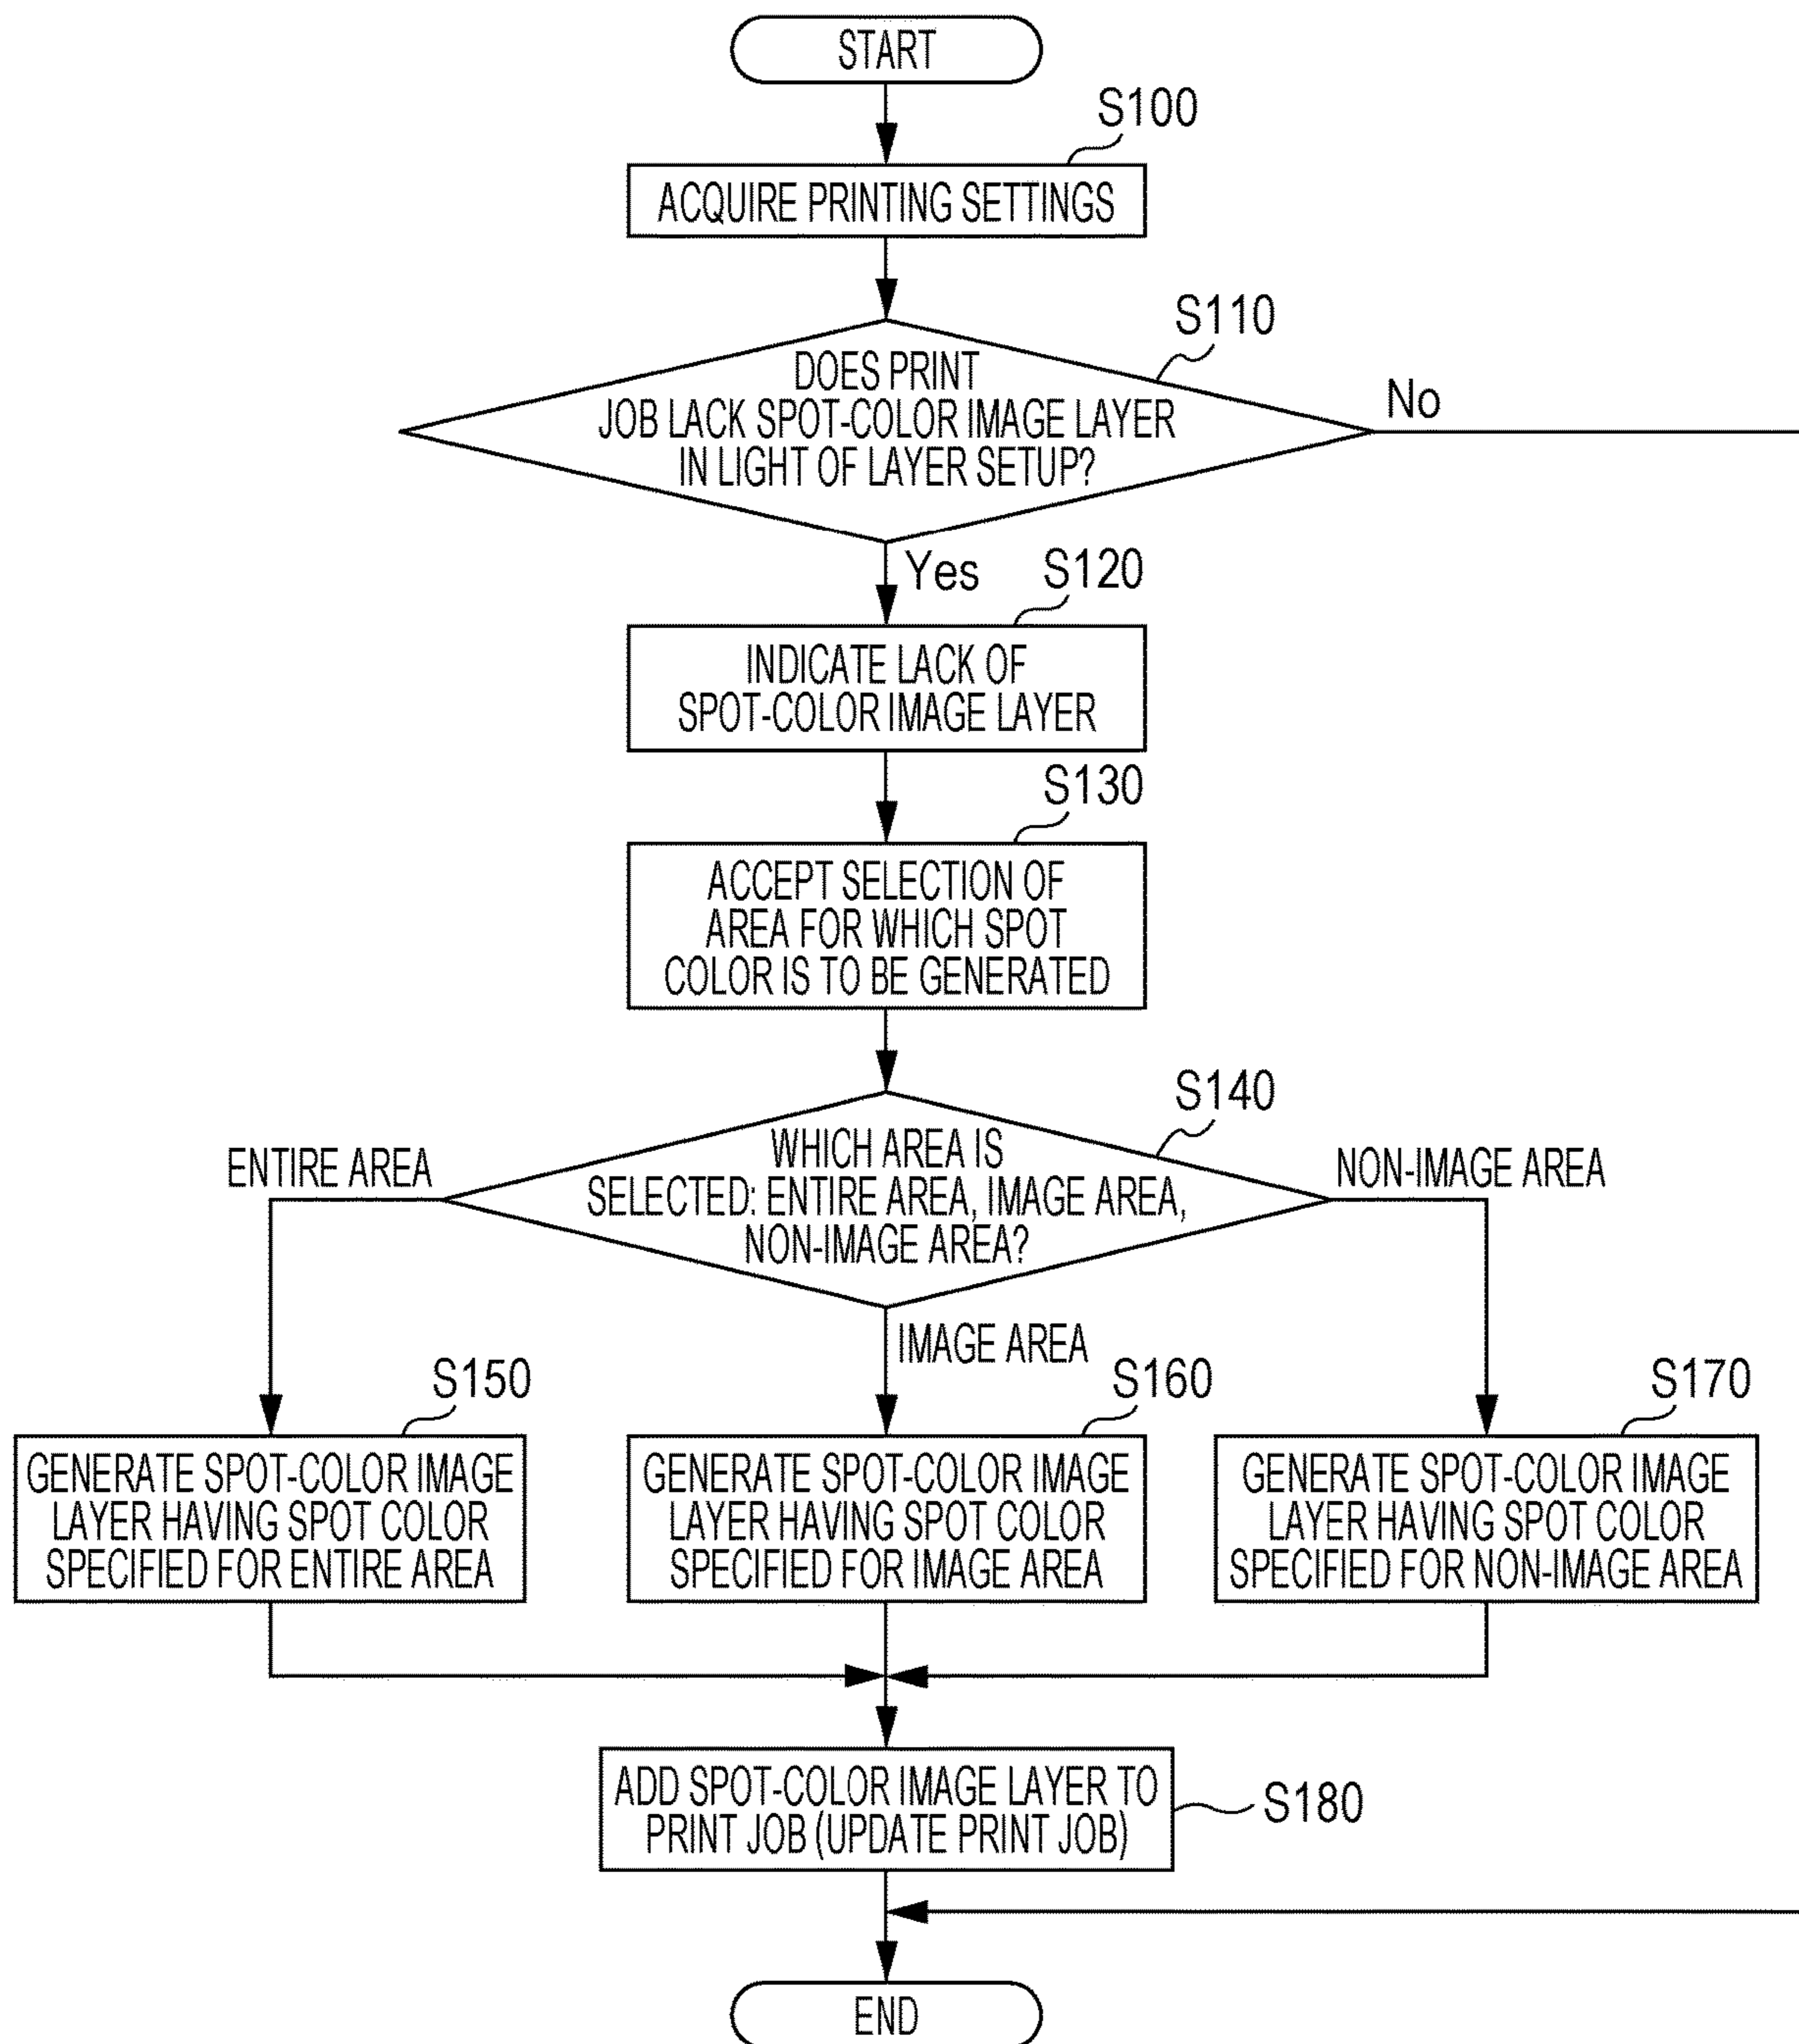 START
S100
ACQUIRE PRINTING SETTINGS
S110
DOES PRINT
JOB LACK SPOT-COLOR IMAGE LAYER
IN LIGHT OF LAYER SETUP?
No
Yes
S120
INDICATE LACK OF
SPOT-COLOR IMAGE LAYER
S130
ACCEPT SELECTION OF
AREA FOR WHICH SPOT
COLOR IS TO BE GENERATED
S140
WHICH AREA IS
SELECTED: ENTIRE AREA, IMAGE AREA,
NON-IMAGE AREA?
ENTIRE AREA
NON-IMAGE AREA
IMAGE AREA
S150
GENERATE SPOT-COLOR IMAGE
LAYER HAVING SPOT COLOR
SPECIFIED FOR ENTIRE AREA
S160
GENERATE SPOT-COLOR IMAGE
LAYER HAVING SPOT COLOR
SPECIFIED FOR IMAGE AREA
S170
GENERATE SPOT-COLOR IMAGE
LAYER HAVING SPOT COLOR
SPECIFIED FOR NON-IMAGE AREA
ADD SPOT-COLOR IMAGE LAYER TO
PRINT JOB (UPDATE PRINT JOB)
S180
END